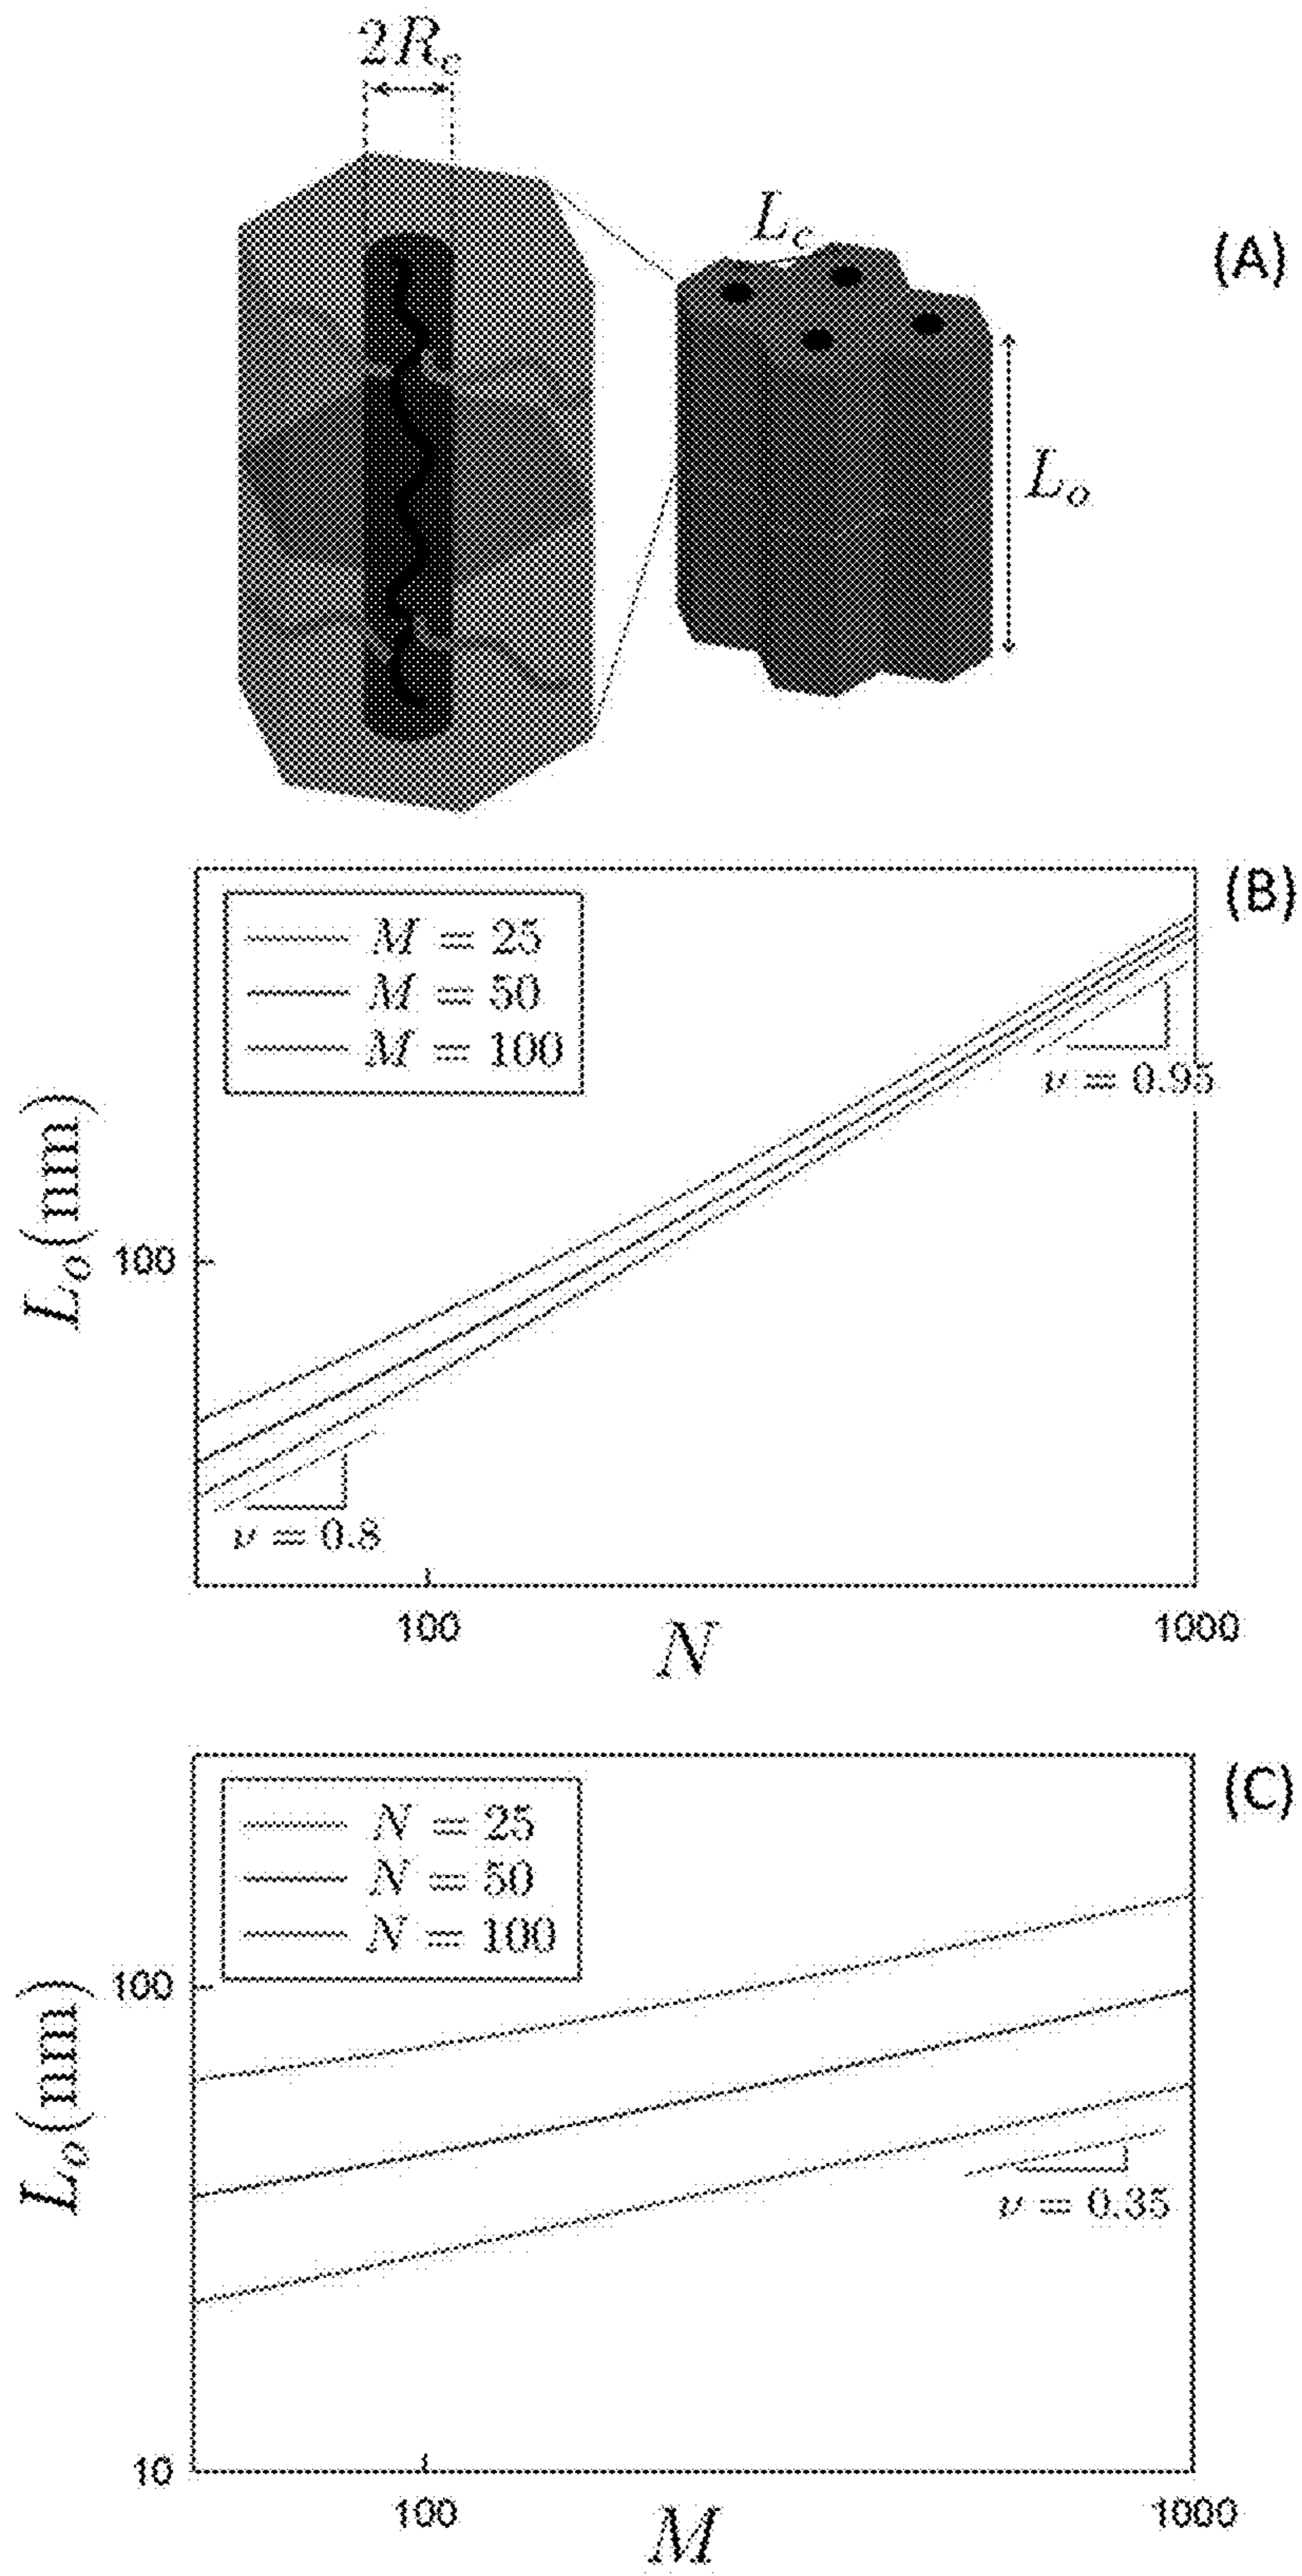 2R_c
L_c
(A)
L_o
(B)
M = 25
M = 50
M = 100
ν = 0.95
L_o(nm)
100
ν = 0.8
100
1000
N
(C)
N = 25
N = 50
N = 100
100
L_o(nm)
ν = 0.35
10
100
1000
M